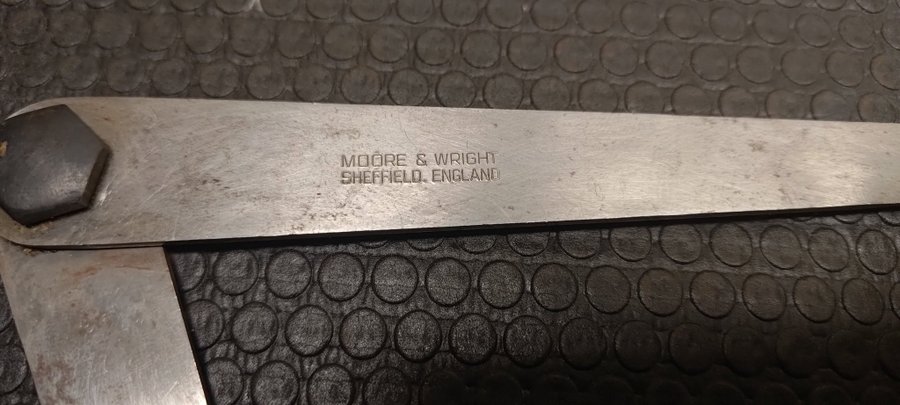 MOORE & WRIGHT
SHEFFIELD. ENGLAND